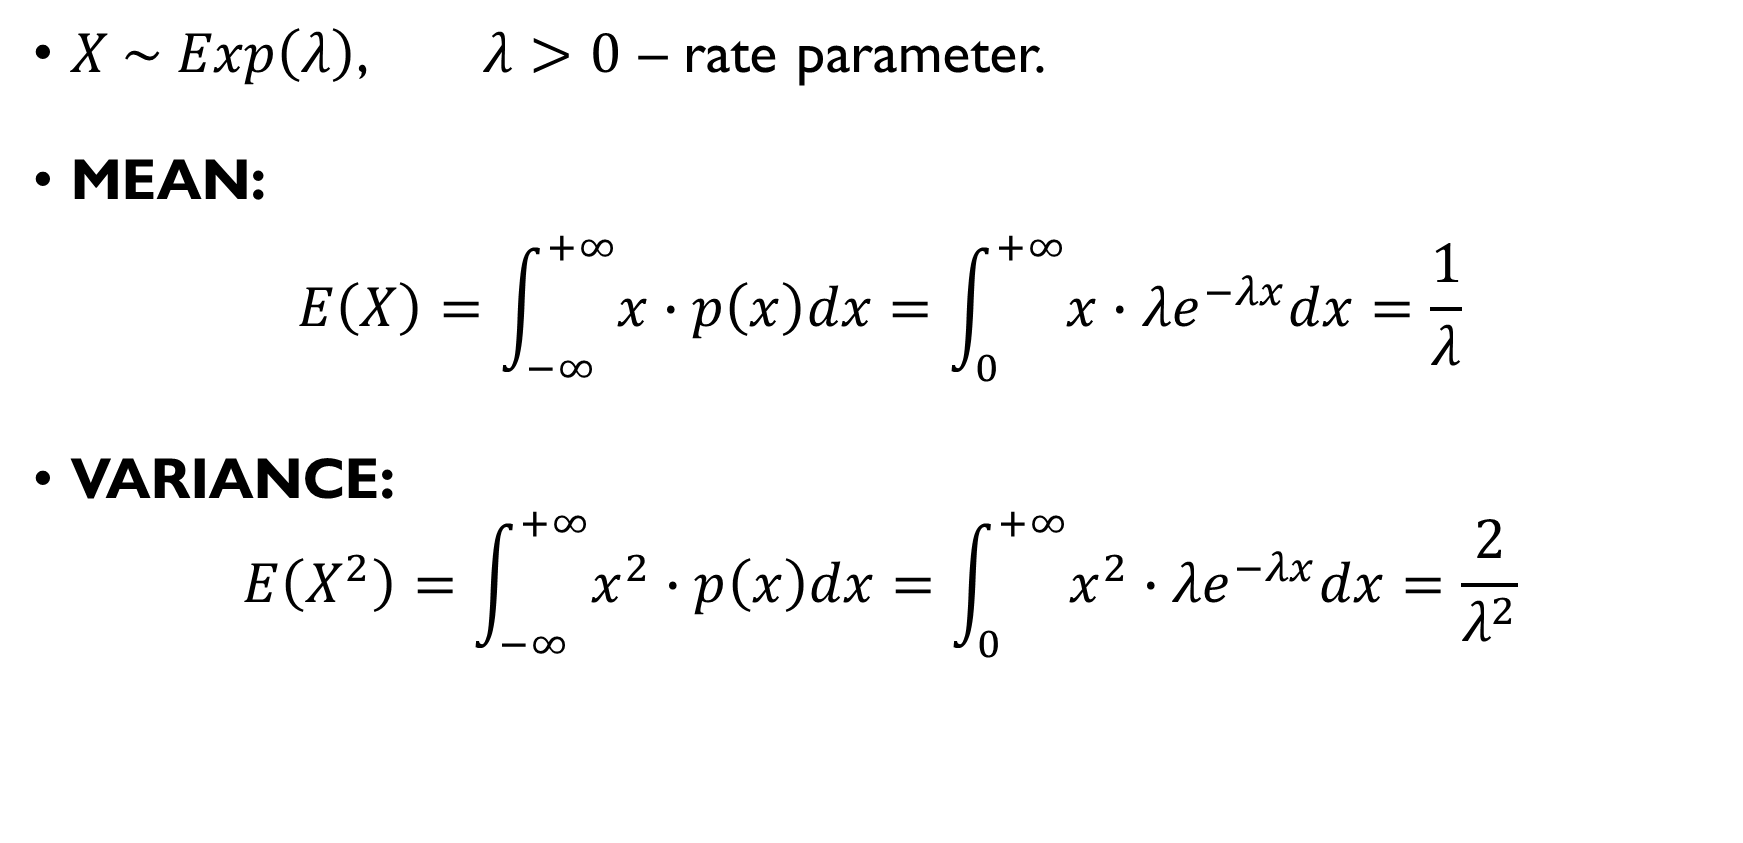 • X ~ Exp(λ), λ > 0 – rate parameter.
• MEAN:
E(X) = ∫_{−∞}^{+∞} x · p(x)dx = ∫_{0}^{+∞} x · λe^{−λx}dx = 1/λ
• VARIANCE:
E(X²) = ∫_{−∞}^{+∞} x² · p(x)dx = ∫_{0}^{+∞} x² · λe^{−λx}dx = 2/λ²